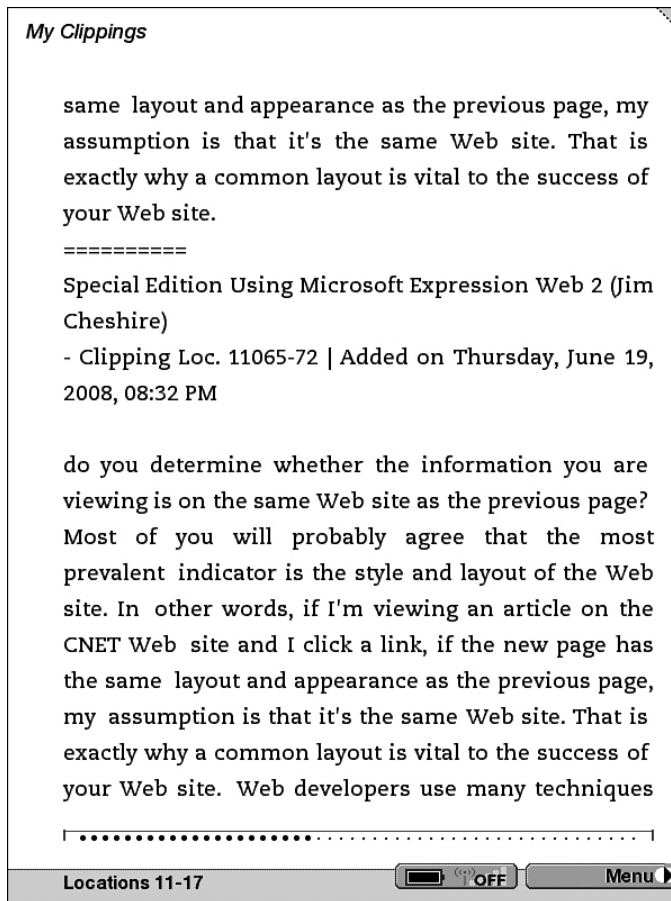 My Clippings
same layout and appearance as the previous page, my
assumption is that it's the same Web site. That is
exactly why a common layout is vital to the success of
your Web site.
==========
Special Edition Using Microsoft Expression Web 2 (Jim
Cheshire)
- Clipping Loc. 11065-72 | Added on Thursday, June 19,
2008, 08:32 PM
do you determine whether the information you are
viewing is on the same Web site as the previous page?
Most of you will probably agree that the most
prevalent indicator is the style and layout of the Web
site. In other words, if I'm viewing an article on the
CNET Web site and I click a link, if the new page has
the same layout and appearance as the previous page,
my assumption is that it's the same Web site. That is
exactly why a common layout is vital to the success of
your Web site. Web developers use many techniques
Locations 11-17 OFF Menu